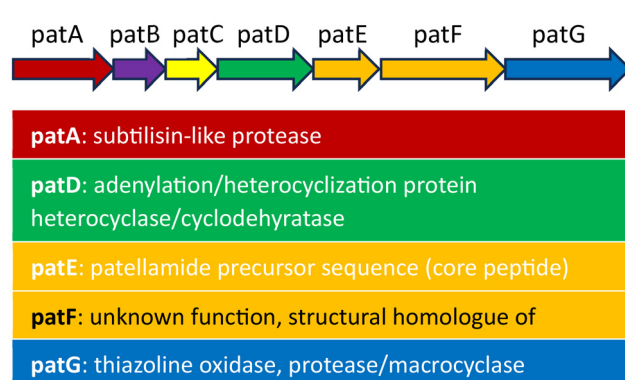 patA patB patC patD patE patF patG
patA: subtilisin-like protease
patD: adenylation/heterocyclization protein
heterocyclase/cyclodehyratase
patE: patellamide precursor sequence (core peptide)
patF: unknown function, structural homologue of
patG: thiazoline oxidase, protease/macrocyclase